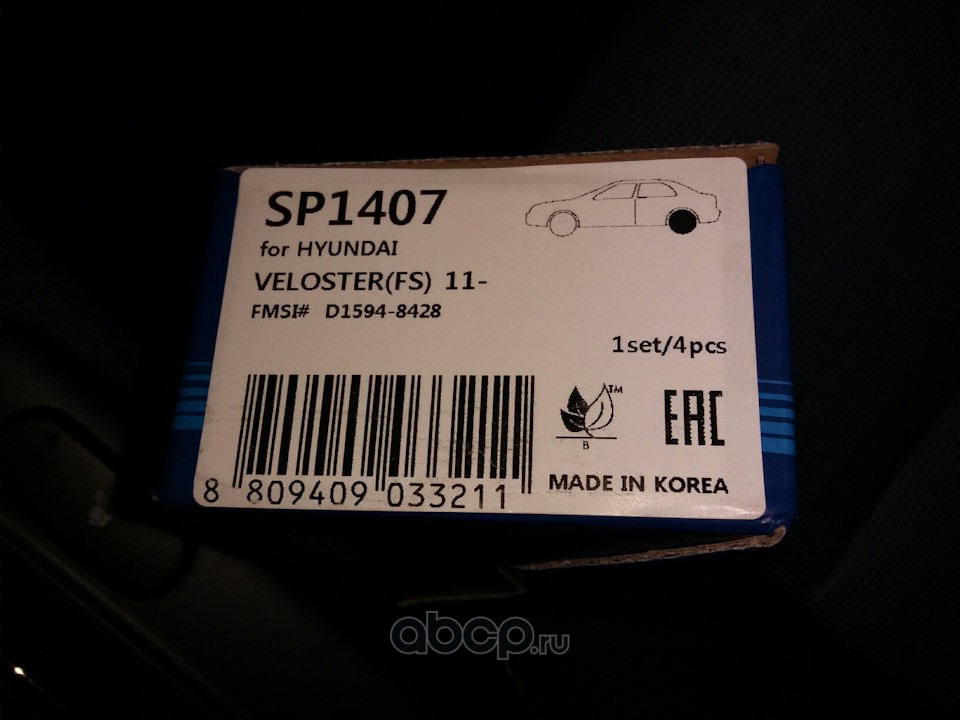 SP1407
for HYUNDAI
VELOSTER(FS) 11-
FMSI# D1594-8428
1set/4pcs
TM
B
EAC
MADE IN KOREA
8 809409 033211
abcp.ru